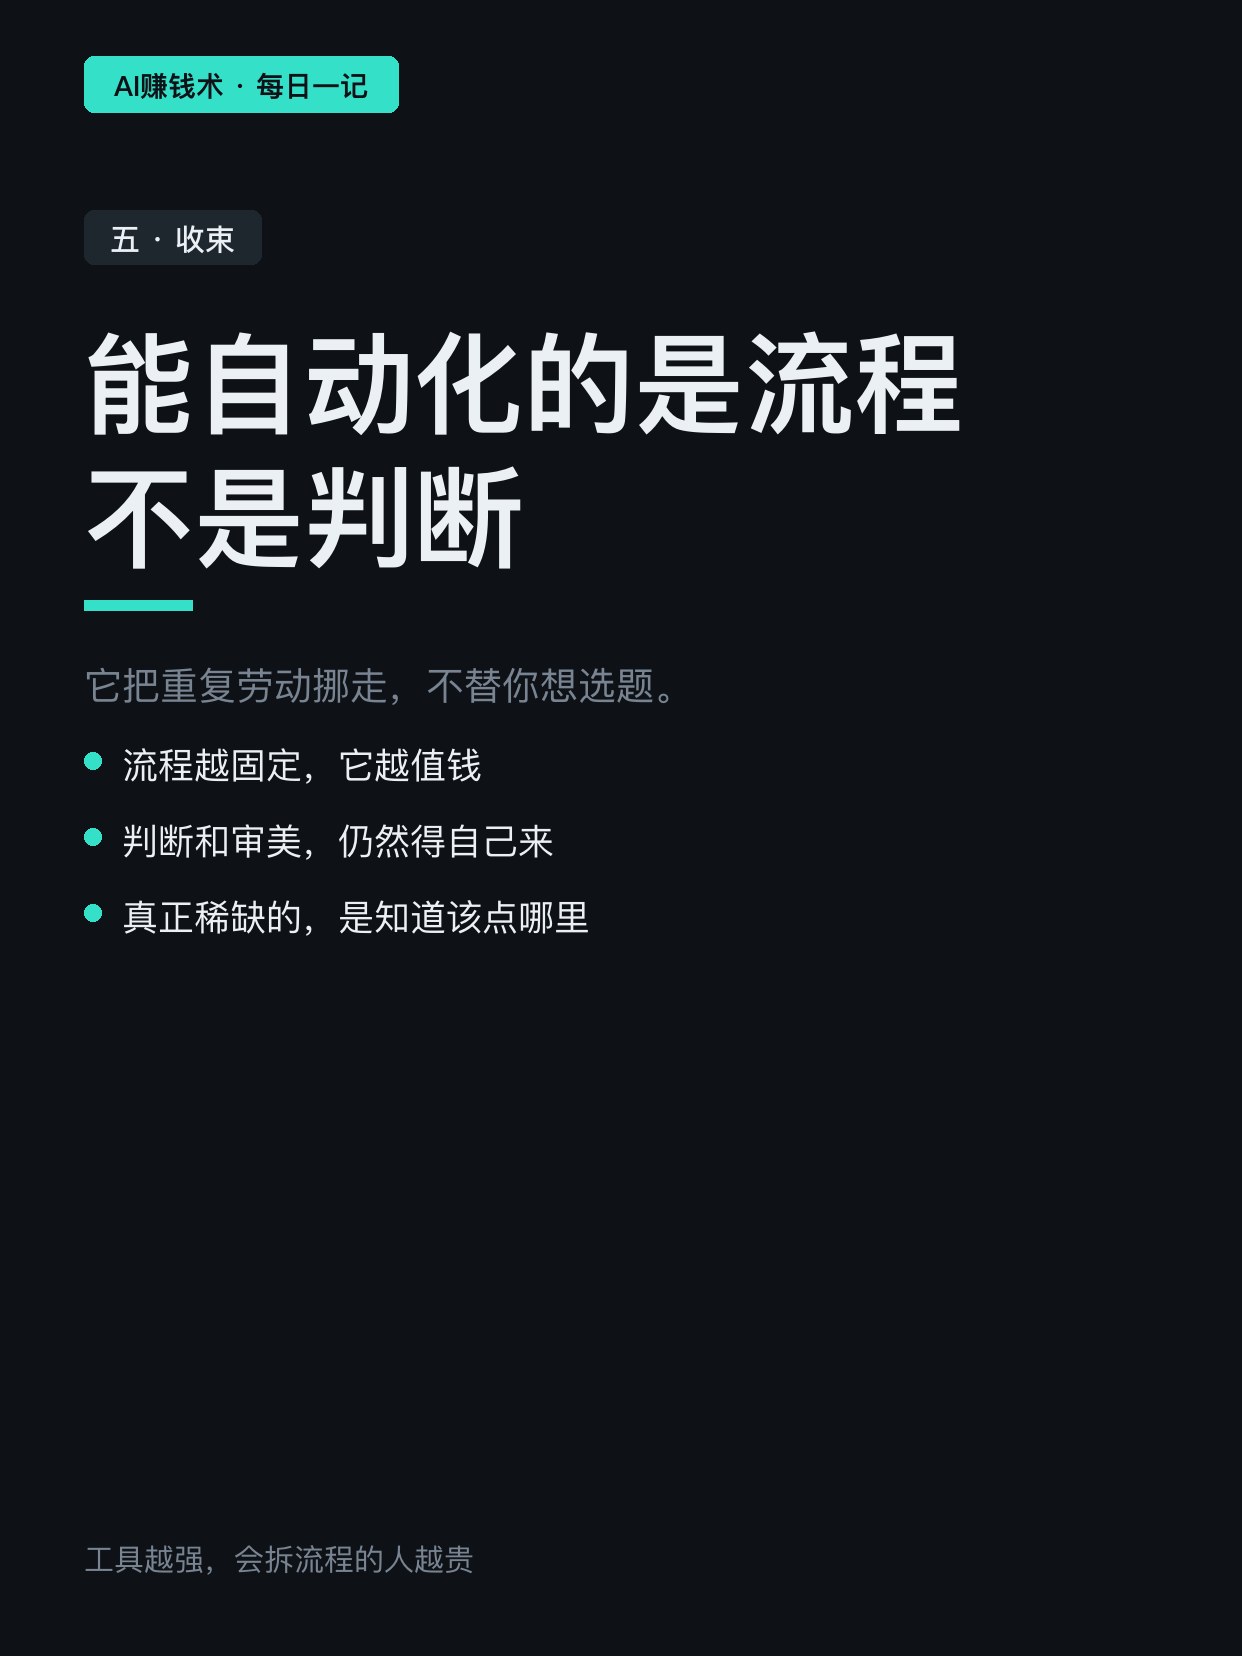 AI赚钱术 · 每日一记
五 · 收束
能自动化的是流程
不是判断
它把重复劳动挪走，不替你想选题。
流程越固定，它越值钱
判断和审美，仍然得自己来
真正稀缺的，是知道该点哪里
工具越强，会拆流程的人越贵